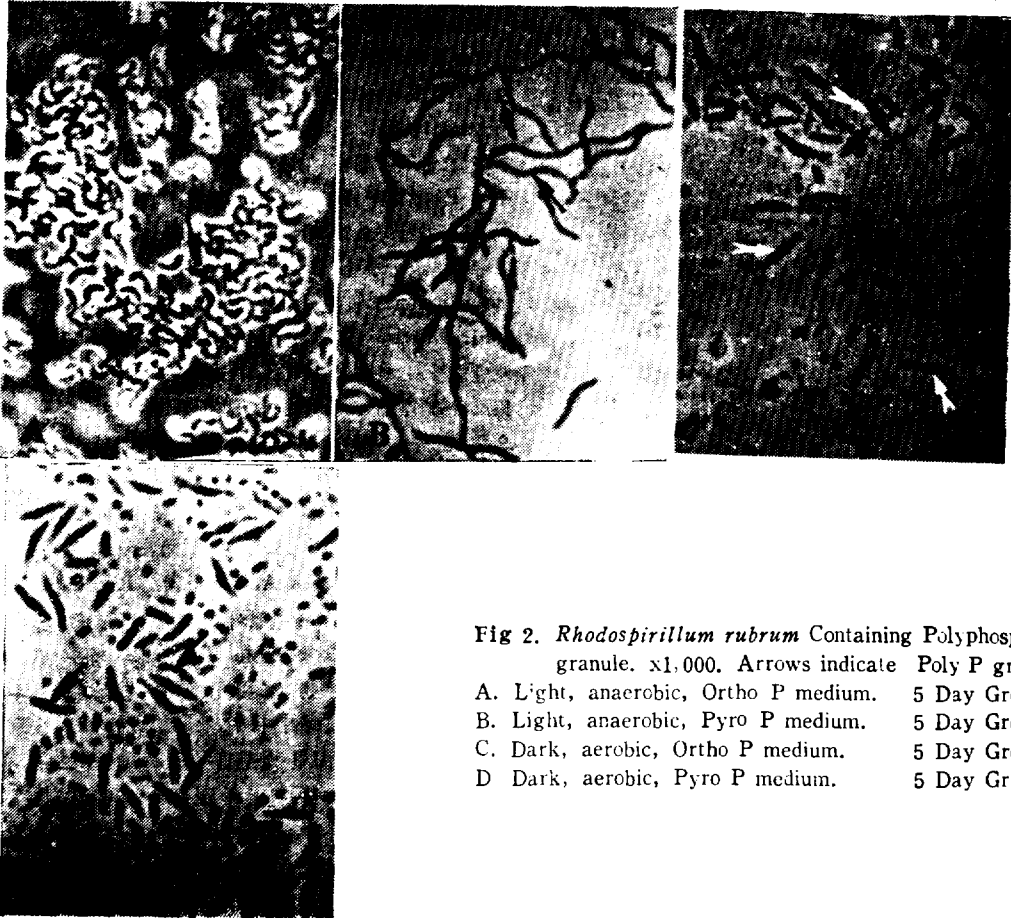 B
Fig 2. Rhodospirillum rubrum Containing Polyphosp
granule. x1,000. Arrows indicate Poly P gr
A. Light, anaerobic, Ortho P medium. 5 Day Gr
B. Light, anaerobic, Pyro P medium. 5 Day Gr
C. Dark, aerobic, Ortho P medium. 5 Day Gr
D Dark, aerobic, Pyro P medium. 5 Day Gr